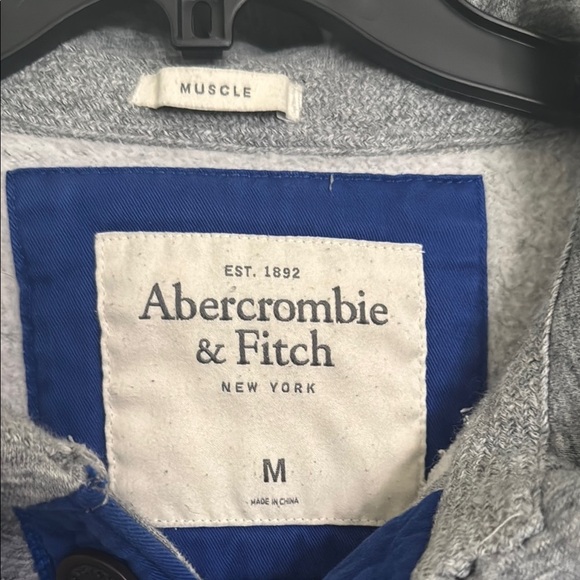 MUSCLE
EST. 1892
Abercrombie
& Fitch
NEW YORK
M
MADE IN CHINA